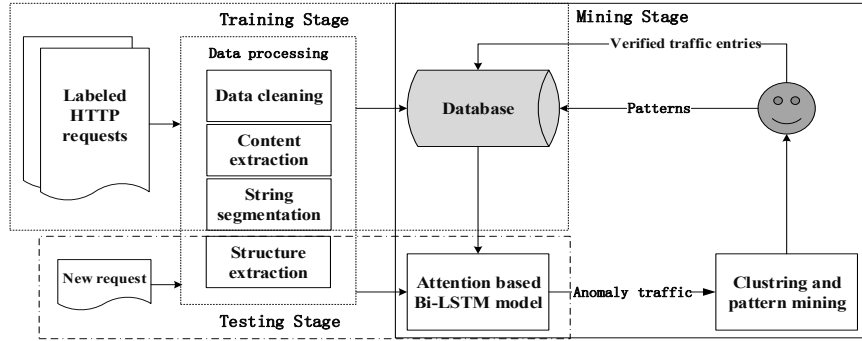 Training Stage
Mining Stage
Data processing
Verified traffic entries
Labeled
HTTP
requests
Data cleaning
Database
Patterns
Content
extraction
String
segmentation
Structure
extraction
New request
Attention based
Bi-LSTM model
Anomaly traffic
Clustring and
pattern mining
Testing Stage